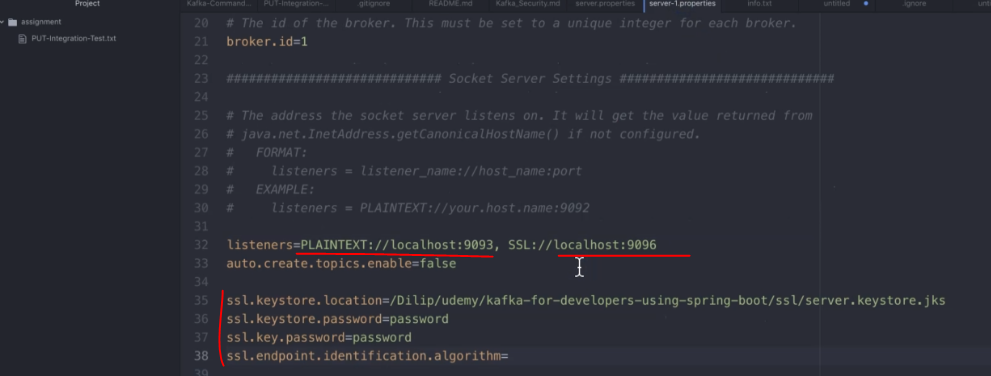 Project
Kafka-Command...
PUT-Integration-...
.gitignore
README.md
Kafka_Security.md
server.properties
server-1.properties
untitled
.ignore
info.txt
assignment
PUT-Integration-Test.txt
20 # The id of the broker. This must be set to a unique integer for each broker.
21 broker.id=1
22
23 ############################# Socket Server Settings #############################
24
25 # The address the socket server listens on. It will get the value returned from
26 # java.net.InetAddress.getCanonicalHostName() if not configured.
27 #   FORMAT:
28 #     listeners = listener_name://host_name:port
29 #   EXAMPLE:
30 #     listeners = PLAINTEXT://your.host.name:9092
31
32 listeners=PLAINTEXT://localhost:9093, SSL://localhost:9096
33 auto.create.topics.enable=false
34
35 ssl.keystore.location=/Dilip/udemy/kafka-for-developers-using-spring-boot/ssl/server.keystore.jks
36 ssl.keystore.password=password
37 ssl.key.password=password
38 ssl.endpoint.identification.algorithm=
39